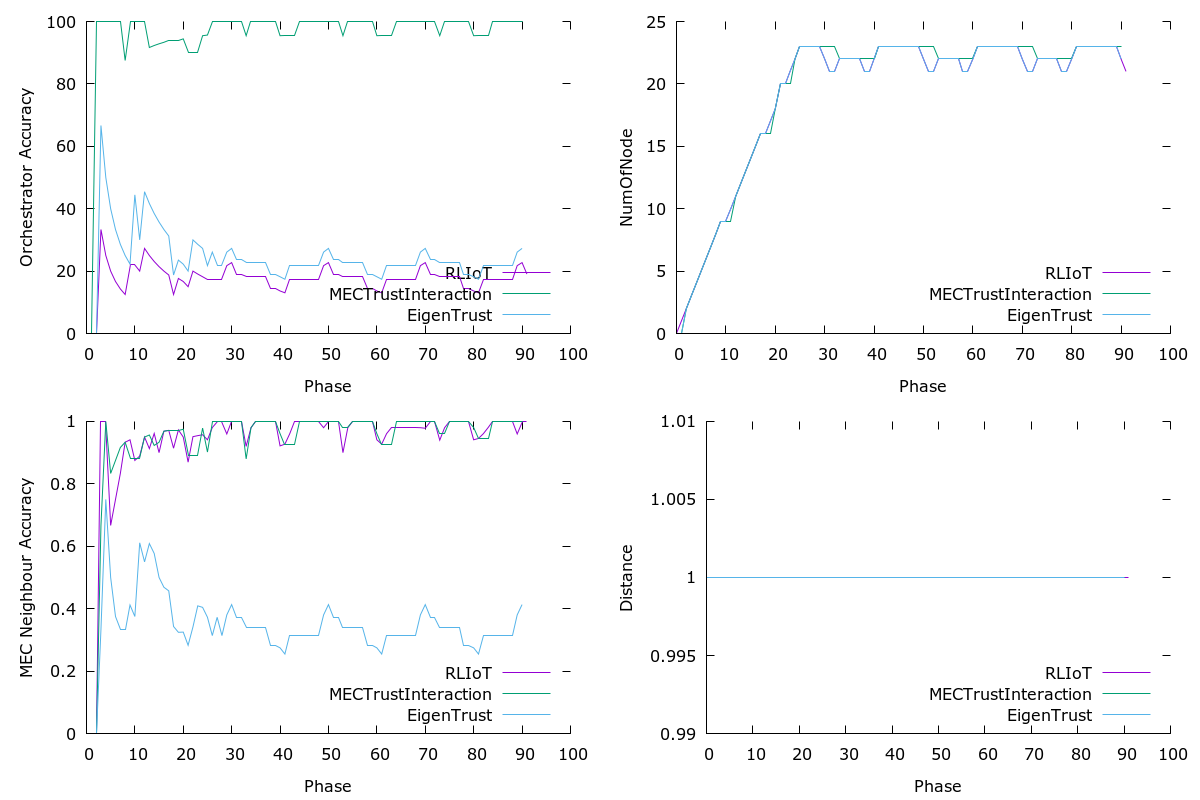 Orchestrator Accuracy
100
80
60
40
20
0
RLIoT
MECTrustInteraction
EigenTrust
0 10 20 30 40 50 60 70 80 90 100
Phase
NumOfNode
25
20
15
10
5
0
RLIoT
MECTrustInteraction
EigenTrust
0 10 20 30 40 50 60 70 80 90 100
Phase
MEC Neighbour Accuracy
1
0.8
0.6
0.4
0.2
0
RLIoT
MECTrustInteraction
EigenTrust
0 10 20 30 40 50 60 70 80 90 100
Phase
Distance
1.01
1.005
1
0.995
0.99
RLIoT
MECTrustInteraction
EigenTrust
0 10 20 30 40 50 60 70 80 90 100
Phase